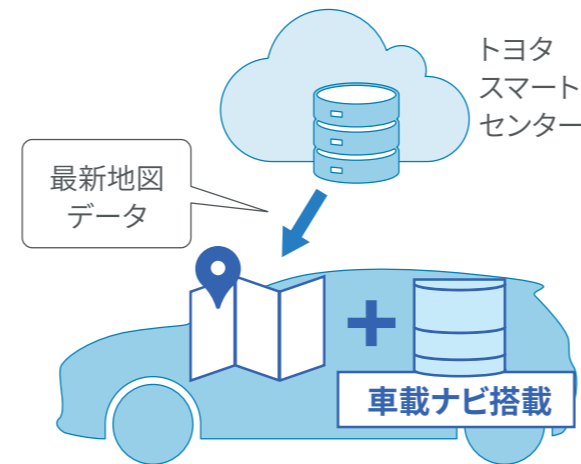 トヨタ
スマート
センター
最新地図
データ
車載ナビ搭載